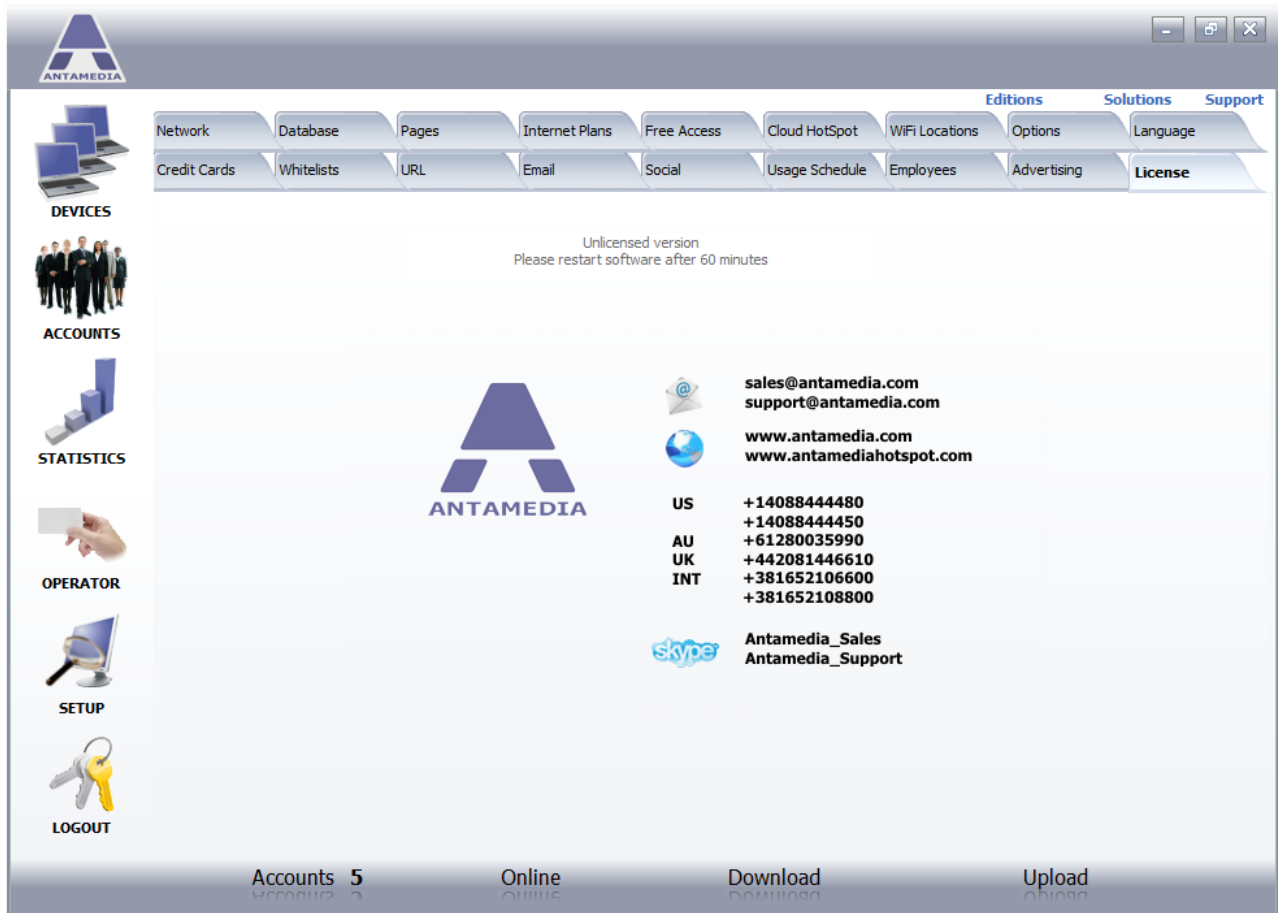 ANTAMEDIA
Editions Solutions Support
Network Database Pages Internet Plans Free Access Cloud HotSpot WiFi Locations Options Language
Credit Cards Whitelists URL Email Social Usage Schedule Employees Advertising License
DEVICES
ACCOUNTS
STATISTICS
OPERATOR
SETUP
LOGOUT
Unlicensed version
Please restart software after 60 minutes
ANTAMEDIA
sales@antamedia.com
support@antamedia.com
www.antamedia.com
www.antamediahotspot.com
US +14088444480
+14088444450
AU +61280035990
UK +442081446610
INT +381652106600
+381652108800
skype
Antamedia_Sales
Antamedia_Support
Accounts 5 Online Download Upload